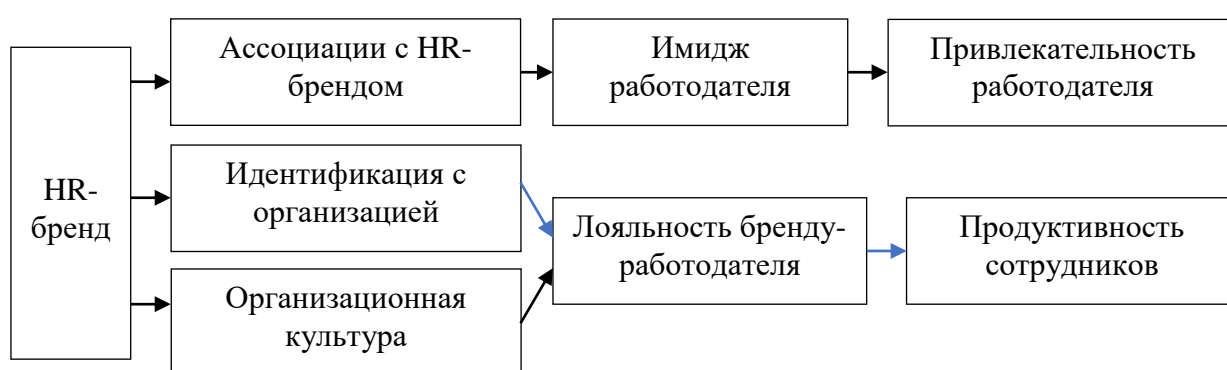 HR-
бренд
Ассоциации с HR-
брендом
Имидж
работодателя
Привлекательность
работодателя
Идентификация с
организацией
Организационная
культура
Лояльность бренду-
работодателя
Продуктивность
сотрудников